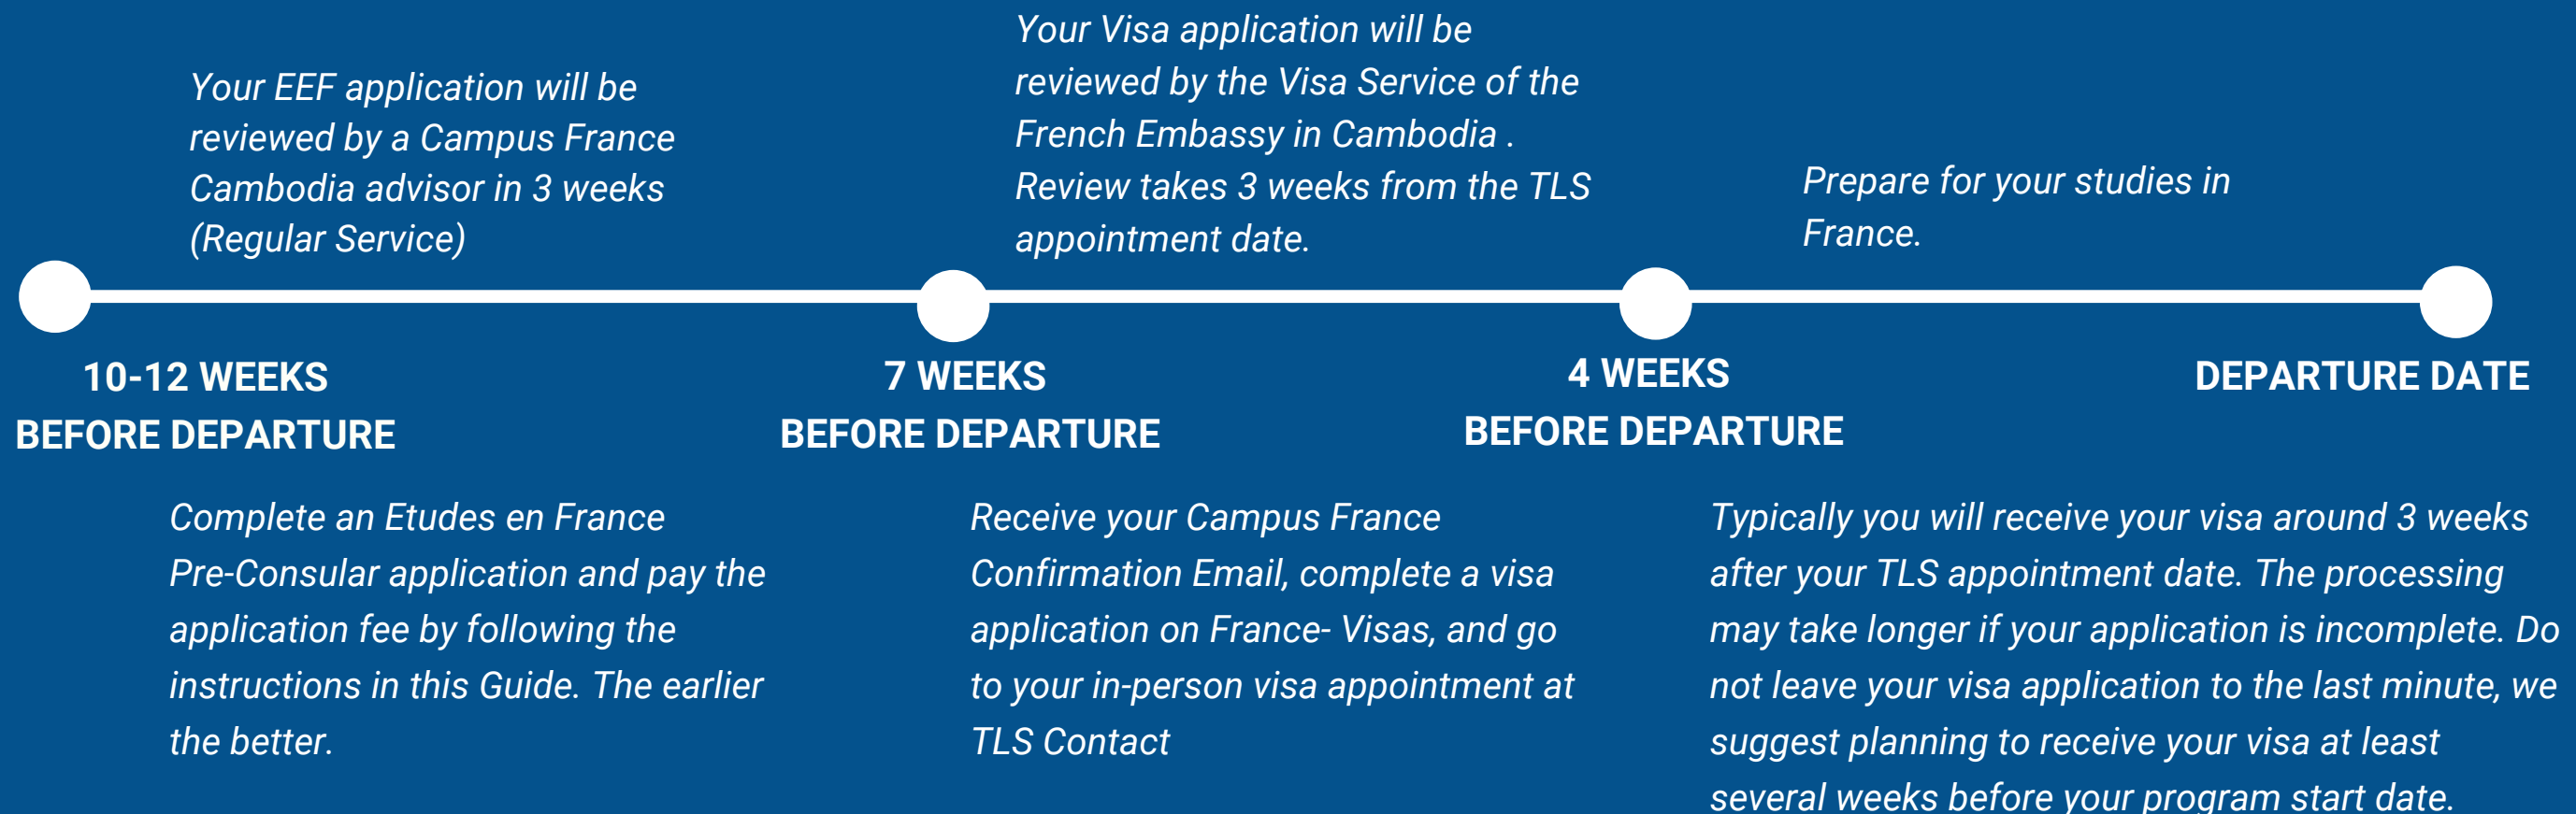 Your EEF application will be
reviewed by a Campus France
Cambodia advisor in 3 weeks
(Regular Service)
Your Visa application will be
reviewed by the Visa Service of the
French Embassy in Cambodia .
Review takes 3 weeks from the TLS
appointment date.
Prepare for your studies in
France.
10-12 WEEKS
BEFORE DEPARTURE
7 WEEKS
BEFORE DEPARTURE
4 WEEKS
BEFORE DEPARTURE
DEPARTURE DATE
Complete an Etudes en France
Pre-Consular application and pay the
application fee by following the
instructions in this Guide. The earlier
the better.
Receive your Campus France
Confirmation Email, complete a visa
application on France- Visas, and go
to your in-person visa appointment at
TLS Contact
Typically you will receive your visa around 3 weeks
after your TLS appointment date. The processing
may take longer if your application is incomplete. Do
not leave your visa application to the last minute, we
suggest planning to receive your visa at least
several weeks before your program start date.